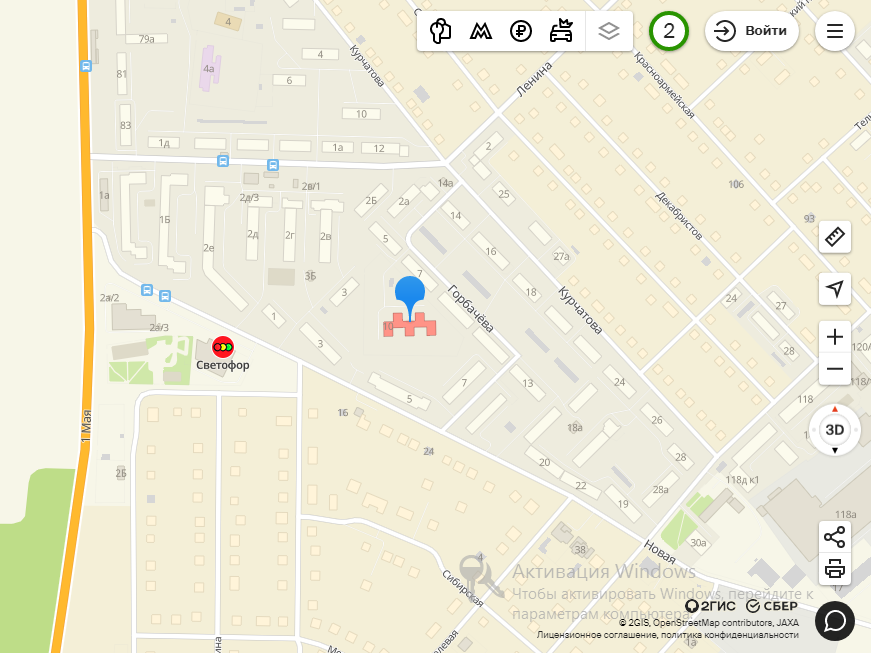 4
79а
Курчатова
4
4а
6
81
10
83
1д
1а
12
Ленина
2
Войти
Красноармейская
Декабристов
106
93
2
14а
25
1а
2в/1
2д/3
2Б
2а
1Б
2е
2д
2г
2в
5
14
16
27а
3Б
7
18
Горбачёва
Курчатова
24
27
28
2а/2
2а/3
1
3
3
10
Светофор
7
13
24
5
1 Мая
16
24
18а
26
28
20
22
19
28а
118д к1
118
118а
3D
2Б
30а
38
4
Новая
Сибирская
Активация Windows
Чтобы активировать Windows, перейдите к
параметрам компьютера.
2ГИС СБЕР
© 2GIS, OpenStreetMap contributors, JAXA
Лицензионное соглашение, политика конфиденциальности
1а